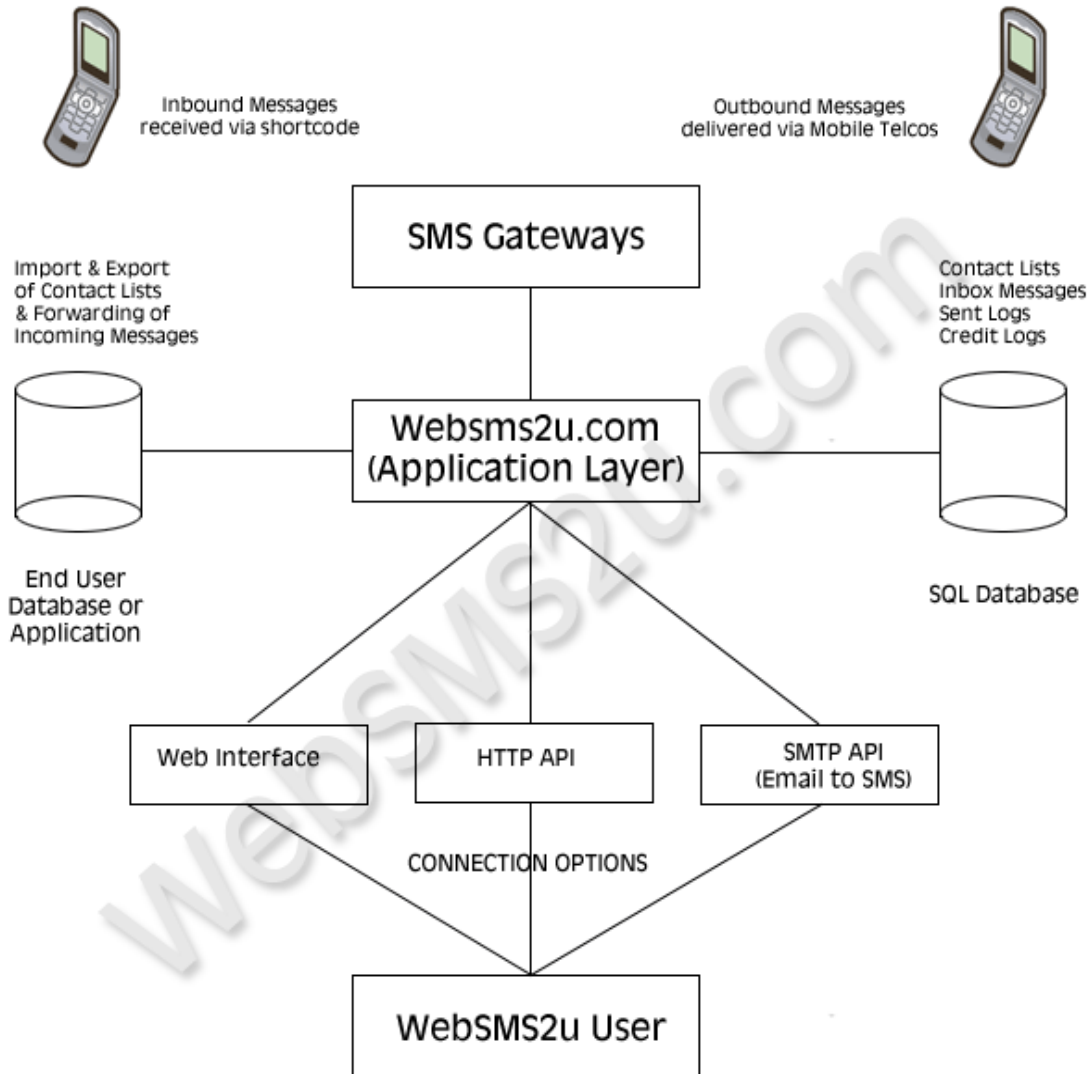 Inbound Messages
received via shortcode
Outbound Messages
delivered via Mobile Telcos
SMS Gateways
Import & Export
of Contact Lists
& Forwarding of
Incoming Messages
Contact Lists
Inbox Messages
Sent Logs
Credit Logs
Websms2u.com
(Application Layer)
End User
Database or
Application
SQL Database
Web Interface
HTTP API
SMTP API
(Email to SMS)
CONNECTION OPTIONS
WebSMS2u User
WebSMS2u.com